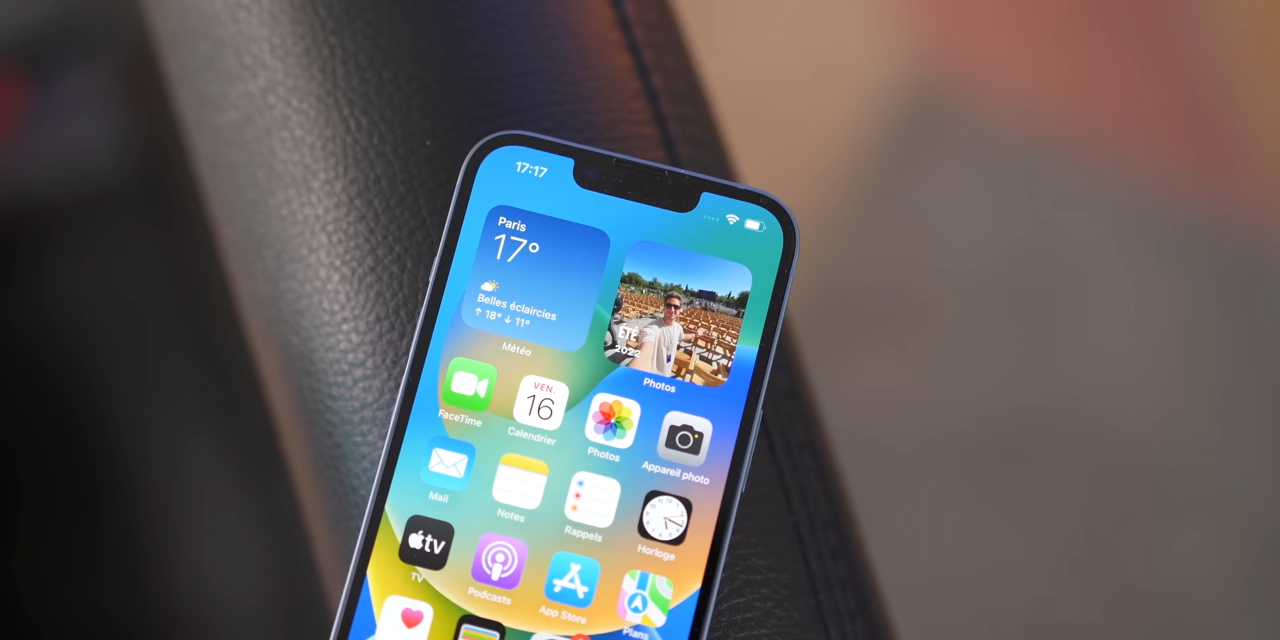 17:17
Paris
17°
Belles éclaircies
↑ 18° ↓ 11°
Météo
ÉTÉ
2022
Photos
FaceTime
VEN.
16
Calendrier
Photos
Appareil photo
Mail
Notes
Rappels
Horloge
tv
TV
Podcasts
App Store
Plans